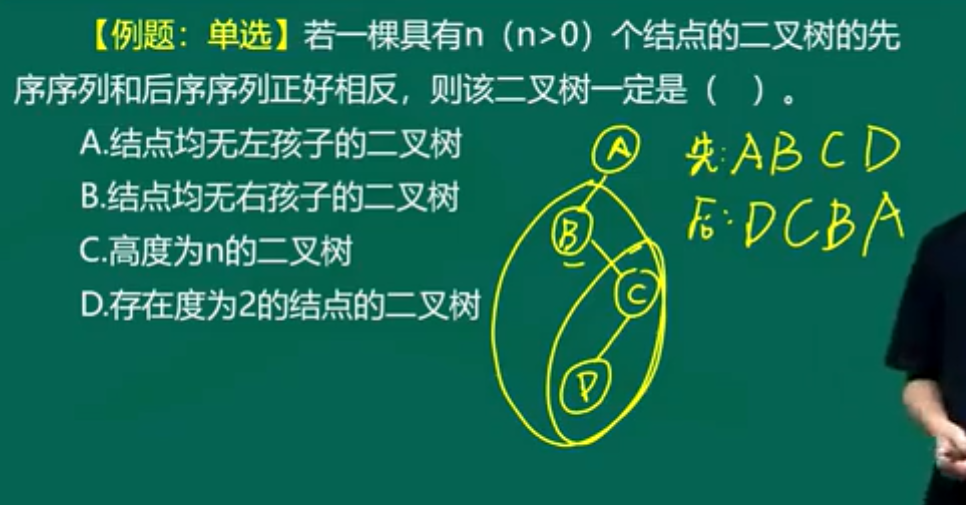 【例题：单选】若一棵具有n（n>0）个结点的二叉树的先
序序列和后序序列正好相反，则该二叉树一定是（ ）。
A.结点均无左孩子的二叉树
B.结点均无右孩子的二叉树
C.高度为n的二叉树
D.存在度为2的结点的二叉树
先:ABCD
后:DCBA
A
B
C
D